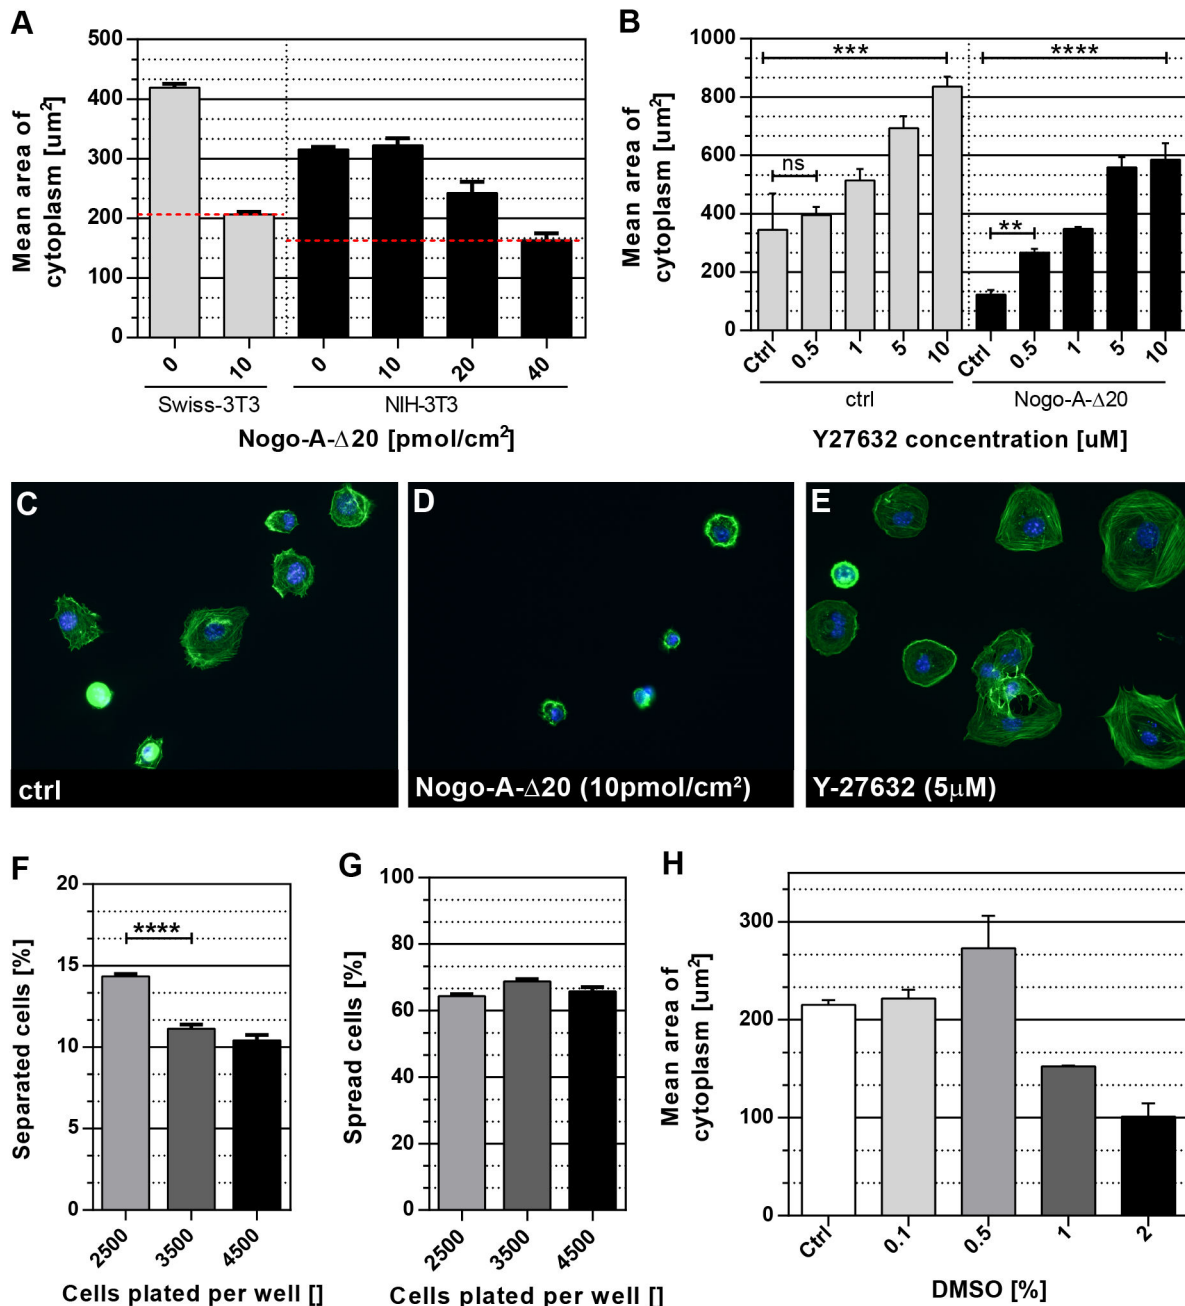 A
Mean area of
cytoplasm [um²]
500
400
300
200
100
0
0
10
0
10
20
40
Swiss-3T3
NIH-3T3
Nogo-A-Δ20 [pmol/cm²]
B
Mean area of
cytoplasm [um²]
1000
800
600
400
200
0
***
****
ns
**
Ctrl
0.5
1
5
10
Ctrl
0.5
1
5
10
ctrl
Nogo-A-Δ20
Y27632 concentration [uM]
C
ctrl
D
Nogo-A-Δ20 (10pmol/cm²)
E
Y-27632 (5μM)
F
Separated cells [%]
20
15
10
5
0
****
2500
3500
4500
Cells plated per well []
G
Spread cells [%]
100
80
60
40
20
0
2500
3500
4500
Cells plated per well []
H
Mean area of
cytoplasm [um²]
300
200
100
0
Ctrl
0.1
0.5
1
2
DMSO [%]